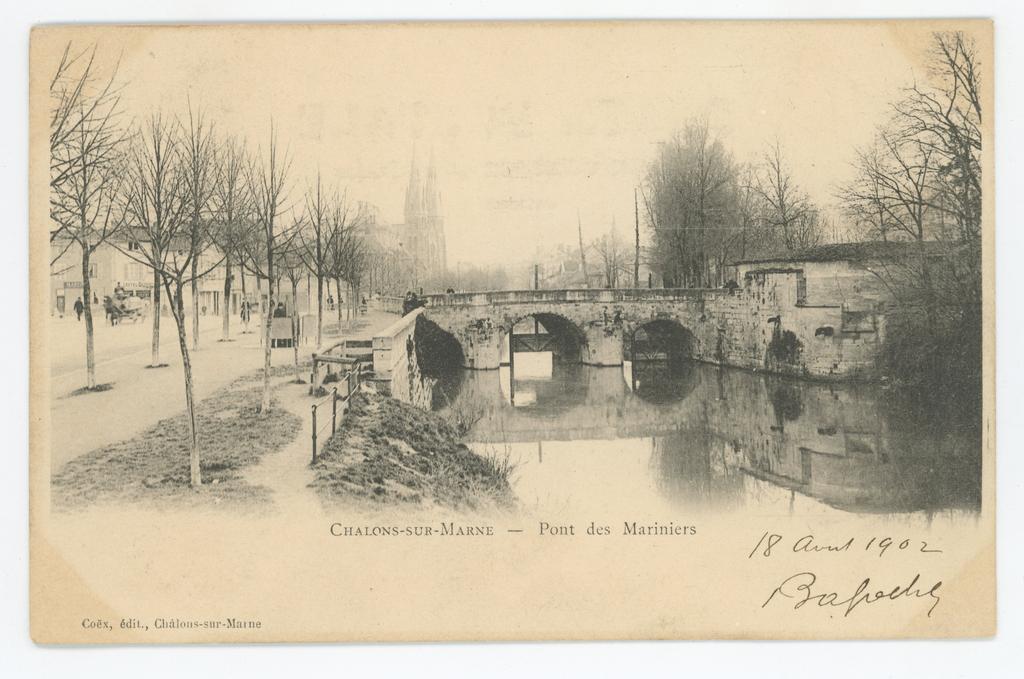 CHALONS-SUR-MARNE — Pont des Mariniers
18 Avril 1902
Coëx, édit., Châlons-sur-Marne